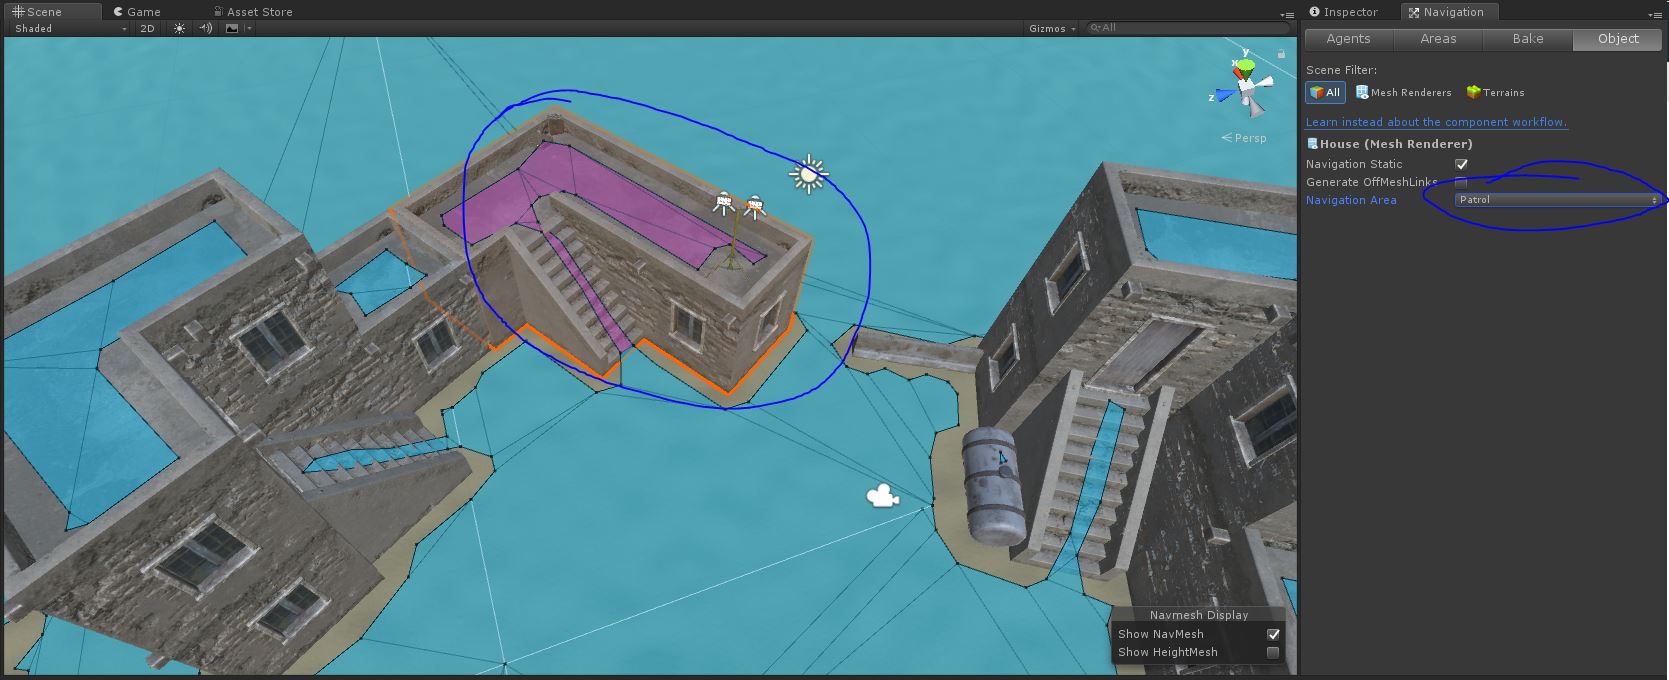 Scene Game Asset Store
Shaded 2D Gizmos All
y
x
z
Persp
Navmesh Display
Show NavMesh
Show HeightMesh
Inspector Navigation
Agents Areas Bake Object
Scene Filter:
All Mesh Renderers Terrains
Learn instead about the component workflow.
House (Mesh Renderer)
Navigation Static
Generate OffMeshLinks
Navigation Area Patrol